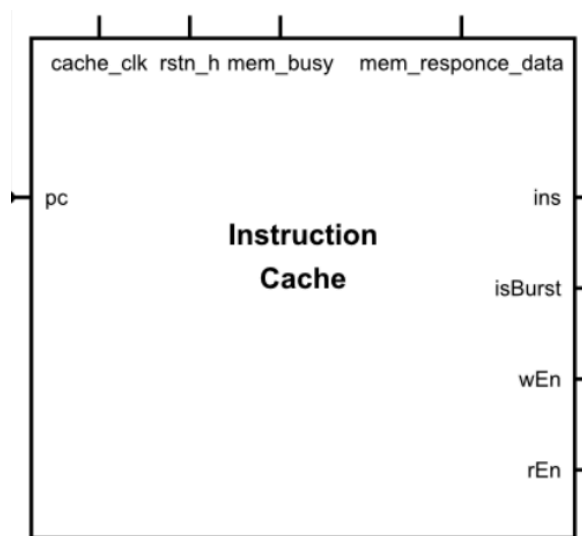 cache_clk rstn_h mem_busy mem_responce_data
pc
ins
Instruction
Cache
isBurst
wEn
rEn